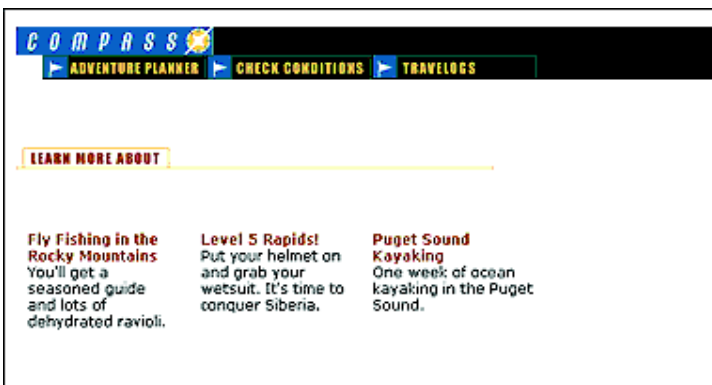 COMPASS
ADVENTURE PLANNER CHECK CONDITIONS TRAVELOGS
LEARN MORE ABOUT
Fly Fishing in the
Rocky Mountains
You'll get a
seasoned guide
and lots of
dehydrated ravioli.
Level 5 Rapids!
Put your helmet on
and grab your
wetsuit. It's time to
conquer Siberia.
Puget Sound
Kayaking
One week of ocean
kayaking in the Puget
Sound.